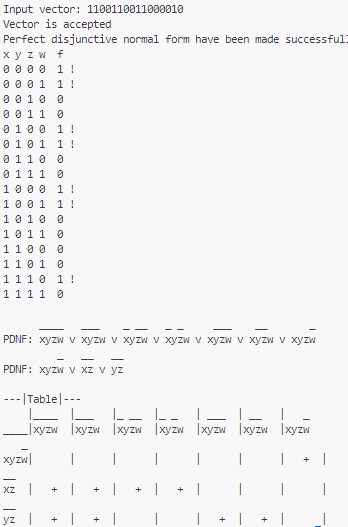 Input vector: 1100110011000010
Vector is accepted
Perfect disjunctive normal form have been made successfull
x y z w  f
0 0 0 0  1 !
0 0 0 1  1 !
0 0 1 0  0
0 0 1 1  0
0 1 0 0  1 !
0 1 0 1  1 !
0 1 1 0  0
0 1 1 1  0
1 0 0 0  1 !
1 0 0 1  1 !
1 0 1 0  0
1 0 1 1  0
1 1 0 0  0
1 1 0 1  0
1 1 1 0  1 !
1 1 1 1  0
      ____   ___    _ __   _ _     ___    __      _
PDNF: xyzw v xyzw v xyzw v xyzw v xyzw v xyzw v xyzw
         _   __   __
PDNF: xyzw v xz v yz
---|Table|---
    |____  |___   |_ __  |_ _   | ___  | __   |   _
____|xyzw  |xyzw  |xyzw  |xyzw  |xyzw  |xyzw  |xyzw
   _
xyzw|      |      |      |      |      |      |   +  |
__
xz  |   +  |   +  |   +  |   +  |      |      |      |
__
yz  |   +  |   +  |      |      |   +  |   +  |     _|